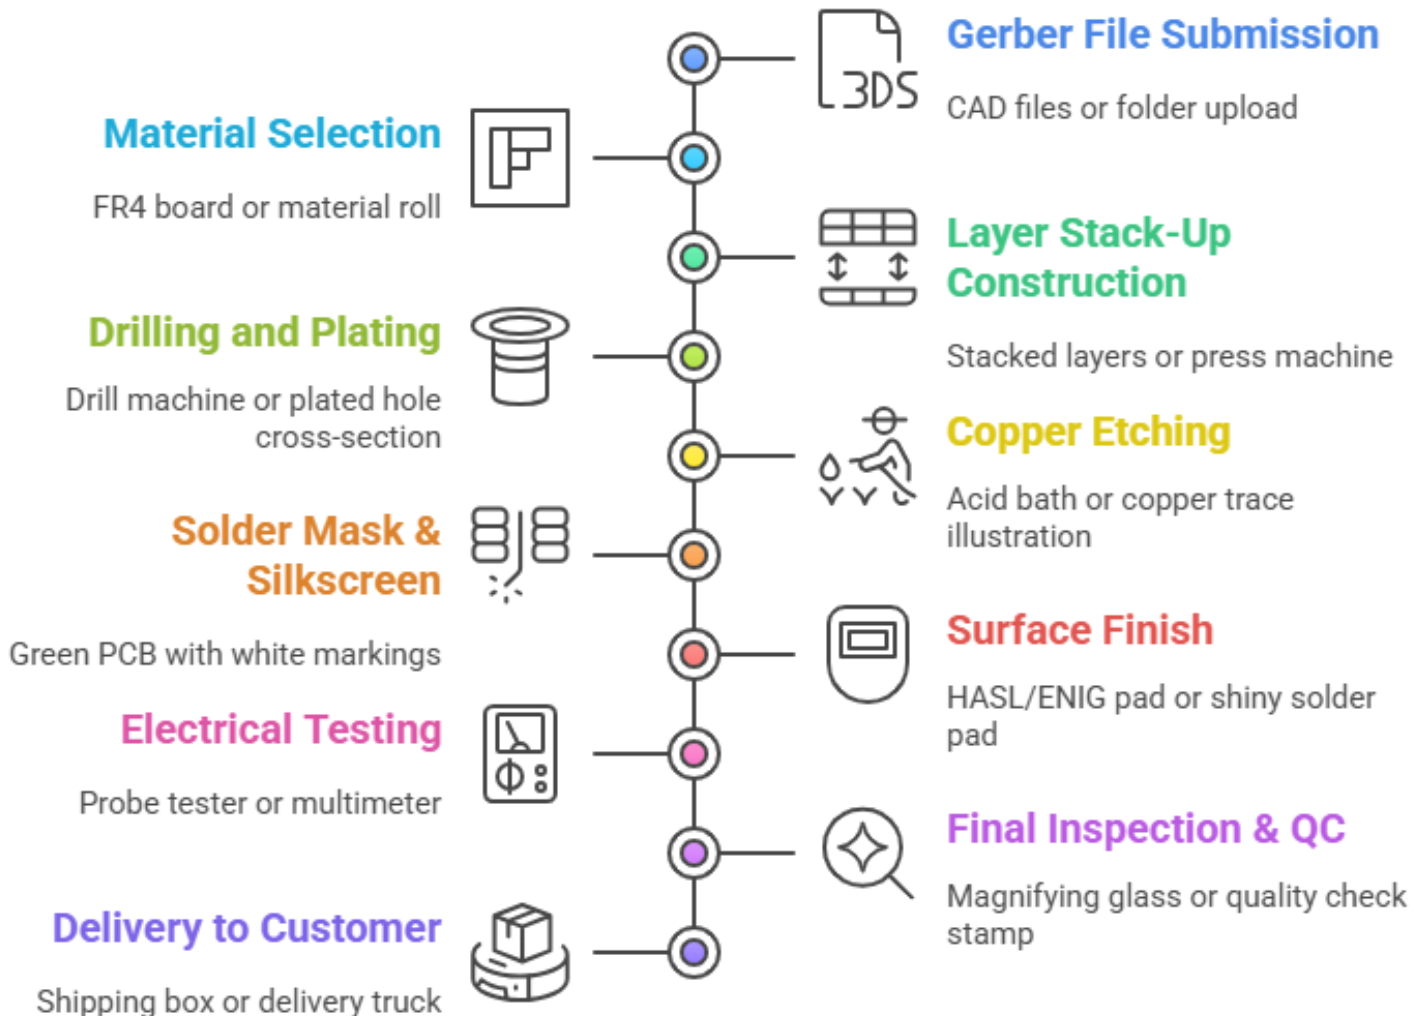 Gerber File Submission
3DS
CAD files or folder upload
Material Selection
FR4 board or material roll
Layer Stack-Up
Construction
Stacked layers or press machine
Drilling and Plating
Drill machine or plated hole
cross-section
Copper Etching
Acid bath or copper trace
illustration
Solder Mask &
Silkscreen
Green PCB with white markings
Surface Finish
HASL/ENIG pad or shiny solder
pad
Electrical Testing
Probe tester or multimeter
Final Inspection & QC
Magnifying glass or quality check
stamp
Delivery to Customer
Shipping box or delivery truck